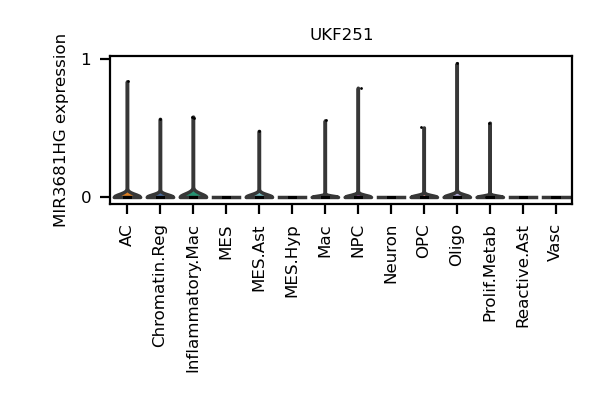 UKF251
MIR3681HG expression
1
0
AC
Chromatin.Reg
Inflammatory.Mac
MES
MES.Ast
MES.Hyp
Mac
NPC
Neuron
OPC
Oligo
Prolif.Metab
Reactive.Ast
Vasc